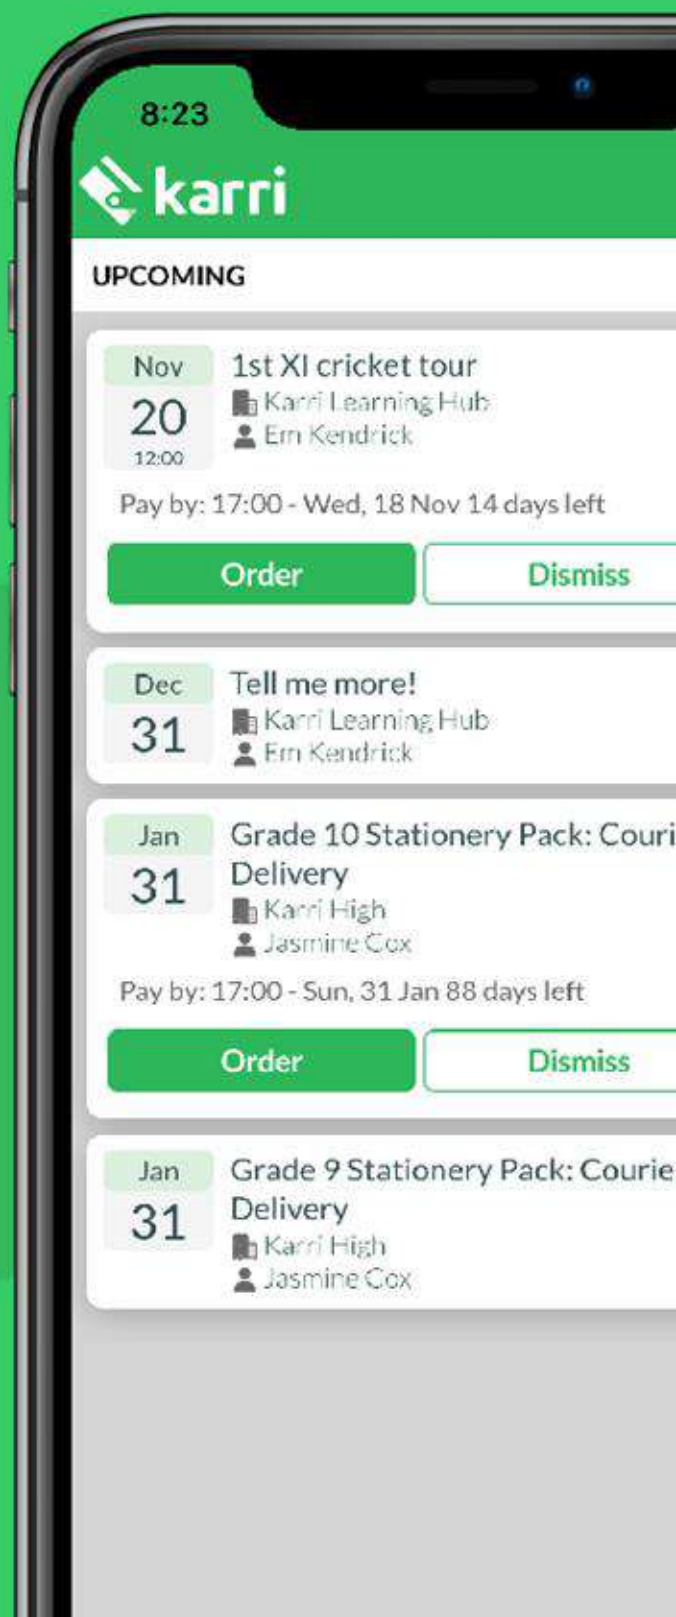 8:23
karri
UPCOMING
Nov
20
12:00
1st XI cricket tour
Karri Learning Hub
Em Kendrick
Pay by: 17:00 - Wed, 18 Nov 14 days left
Order
Dismiss
Dec
31
Tell me more!
Karri Learning Hub
Em Kendrick
Jan
31
Grade 10 Stationery Pack: Couri
Delivery
Karri High
Jasmine Cox
Pay by: 17:00 - Sun, 31 Jan 88 days left
Order
Dismiss
Jan
31
Grade 9 Stationery Pack: Courie
Delivery
Karri High
Jasmine Cox